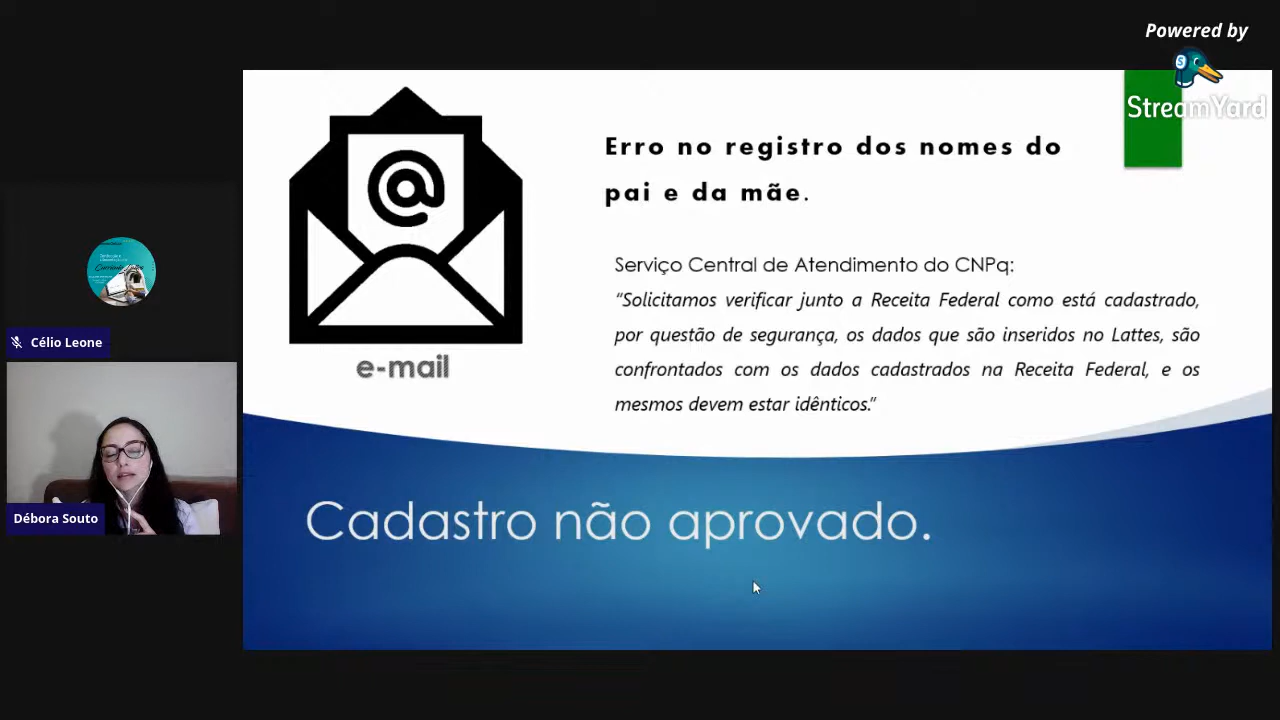 Powered by
StreamYard
Erro no registro dos nomes do
pai e da mãe.
Serviço Central de Atendimento do CNPq:
“Solicitamos verificar junto a Receita Federal como está cadastrado,
por questão de segurança, os dados que são inseridos no Lattes, são
confrontados com os dados cadastrados na Receita Federal, e os
mesmos devem estar idênticos.”
e-mail
Cadastro não aprovado.
Célio Leone
Débora Souto